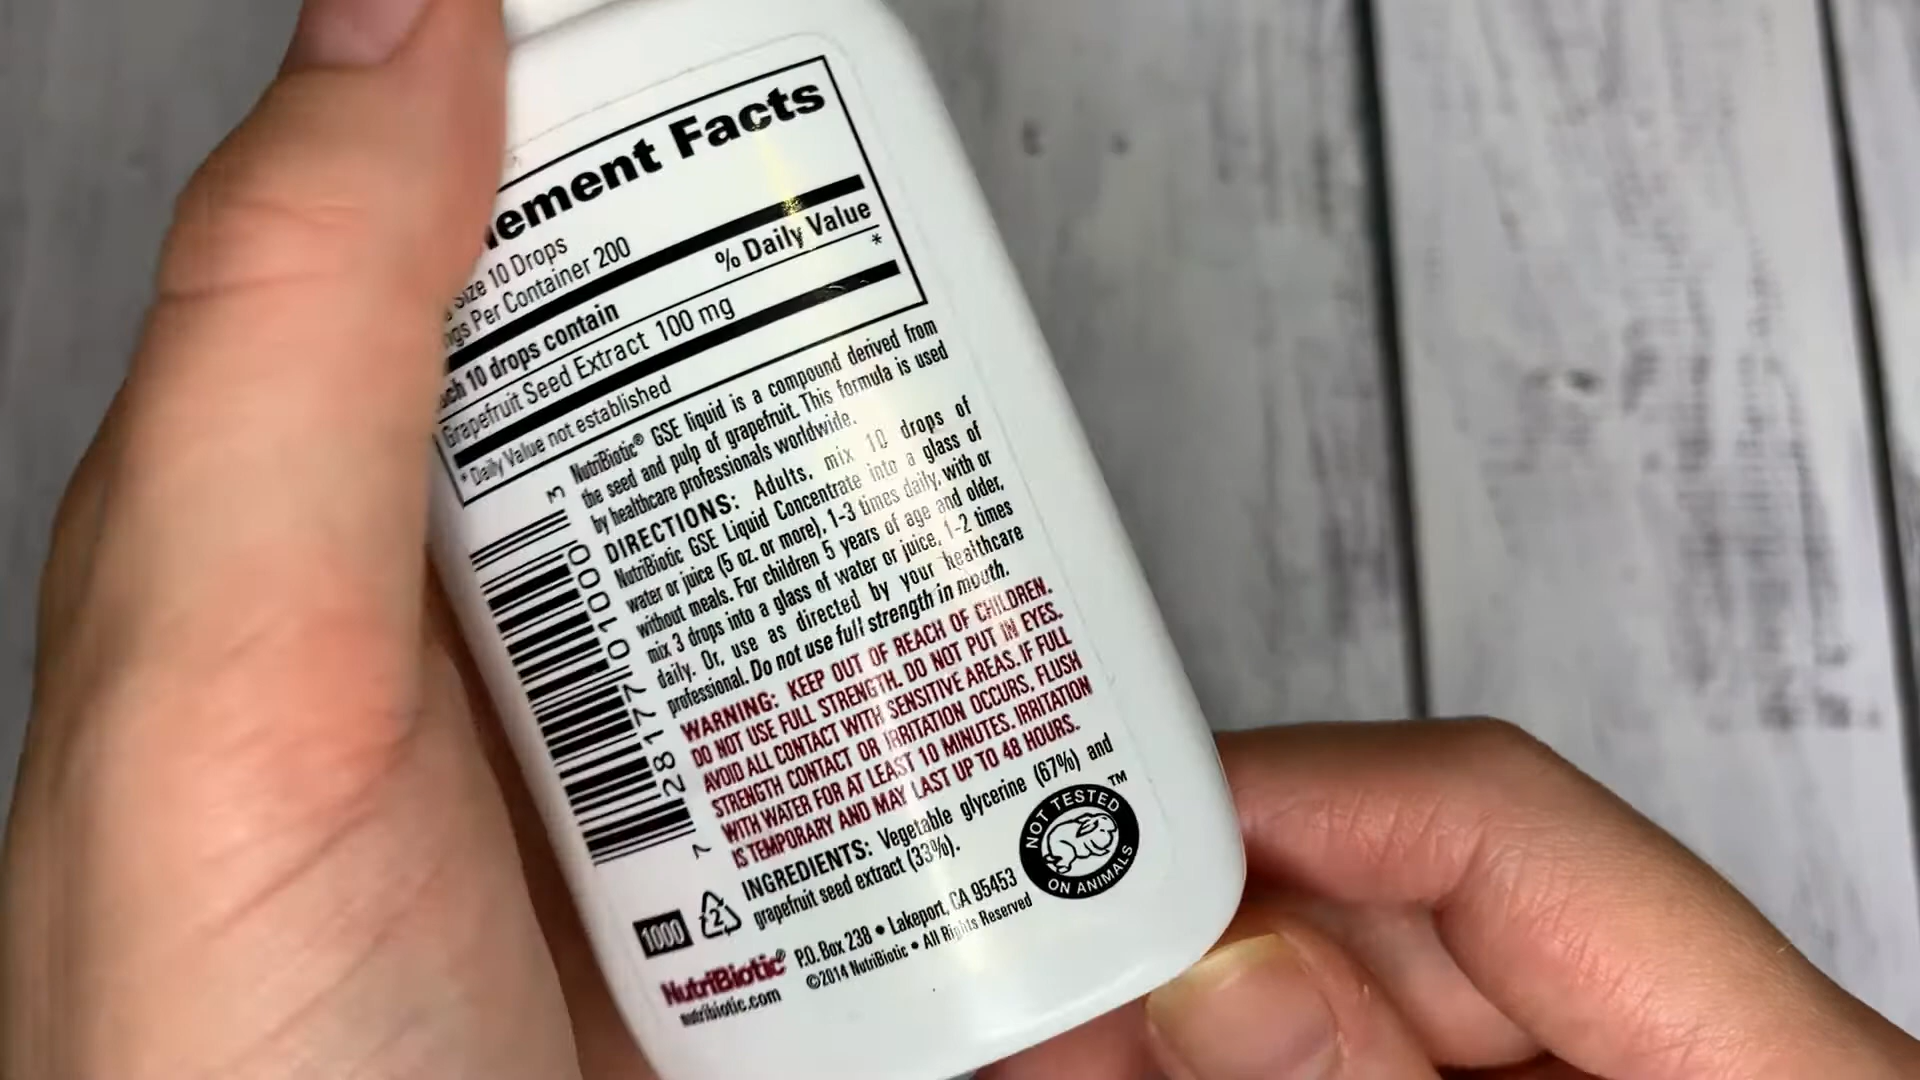 ement Facts
Size 10 Drops
Per Container 200
% Daily Value
10 drops contain
*
Grapefruit Seed Extract 100 mg
* Daily Value not established
NutriBiotic® GSE liquid is a compound derived from
the seed and pulp of grapefruit. This formula is used
by healthcare professionals worldwide.
DIRECTIONS: Adults, mix 10 drops of
NutriBiotic GSE Liquid Concentrate into a glass of
water or juice (5 oz. or more), 1-3 times daily, with or
without meals. For children 5 years of age and older,
mix 3 drops into a glass of water or juice, 1-2 times
daily. Or, use as directed by your healthcare
professional. Do not use full strength in mouth.
WARNING: KEEP OUT OF REACH OF CHILDREN.
DO NOT USE FULL STRENGTH. DO NOT PUT IN EYES.
AVOID ALL CONTACT WITH SENSITIVE AREAS. IF FULL
STRENGTH CONTACT OR IRRITATION OCCURS, FLUSH
WITH WATER FOR AT LEAST 10 MINUTES. IRRITATION
IS TEMPORARY AND MAY LAST UP TO 48 HOURS.
INGREDIENTS: Vegetable glycerine (67%) and
grapefruit seed extract (33%).
7 28177 01000 3
NOT TESTED
ON ANIMALS
™
1000
2
NutriBiotic®
nutribiotic.com
P.O. Box 238 • Lakeport, CA 95453
©2014 NutriBiotic • All Rights Reserved